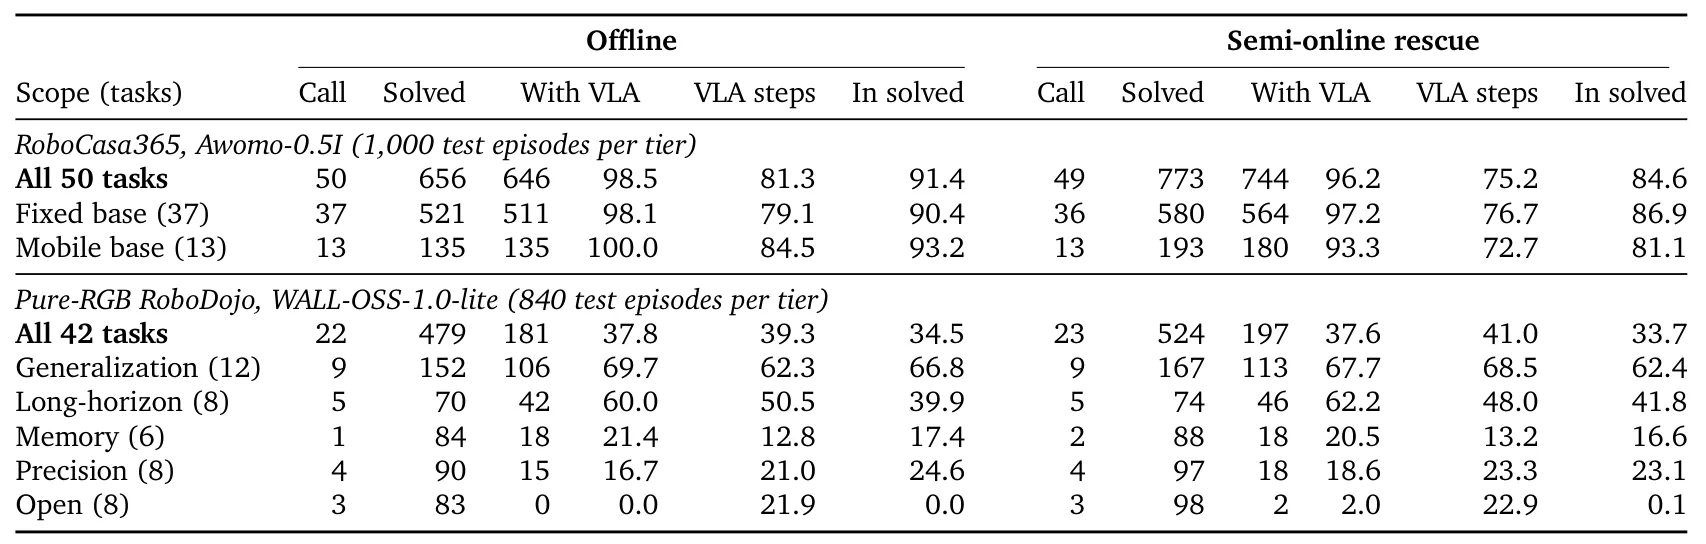 Offline Semi-online rescue
Scope (tasks) Call Solved With VLA VLA steps In solved Call Solved With VLA VLA steps In solved
RoboCasa365, Awomo-0.5I (1,000 test episodes per tier)
All 50 tasks 50 656 646 98.5 81.3 91.4 49 773 744 96.2 75.2 84.6
Fixed base (37) 37 521 511 98.1 79.1 90.4 36 580 564 97.2 76.7 86.9
Mobile base (13) 13 135 135 100.0 84.5 93.2 13 193 180 93.3 72.7 81.1
Pure-RGB RoboDojo, WALL-OSS-1.0-lite (840 test episodes per tier)
All 42 tasks 22 479 181 37.8 39.3 34.5 23 524 197 37.6 41.0 33.7
Generalization (12) 9 152 106 69.7 62.3 66.8 9 167 113 67.7 68.5 62.4
Long-horizon (8) 5 70 42 60.0 50.5 39.9 5 74 46 62.2 48.0 41.8
Memory (6) 1 84 18 21.4 12.8 17.4 2 88 18 20.5 13.2 16.6
Precision (8) 4 90 15 16.7 21.0 24.6 4 97 18 18.6 23.3 23.1
Open (8) 3 83 0 0.0 21.9 0.0 3 98 2 2.0 22.9 0.1